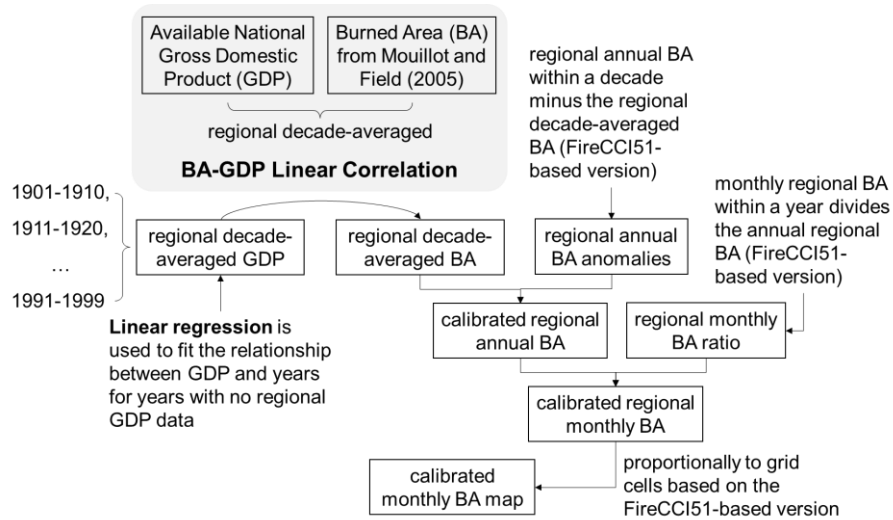 Available National
Gross Domestic
Product (GDP)
Burned Area (BA)
from Mouillot and
Field (2005)
regional decade-averaged
BA-GDP Linear Correlation
regional annual BA
within a decade
minus the regional
decade-averaged
BA (FireCCI51-
based version)
monthly regional BA
within a year divides
the annual regional
BA (FireCCI51-
based version)
1901-1910,
1911-1920,
...
1991-1999
regional decade-
averaged GDP
regional decade-
averaged BA
regional annual
BA anomalies
Linear regression is
used to fit the relationship
between GDP and years
for years with no regional
GDP data
calibrated regional
annual BA
regional monthly
BA ratio
calibrated regional
monthly BA
calibrated
monthly BA map
proportionally to grid
cells based on the
FireCCI51-based version